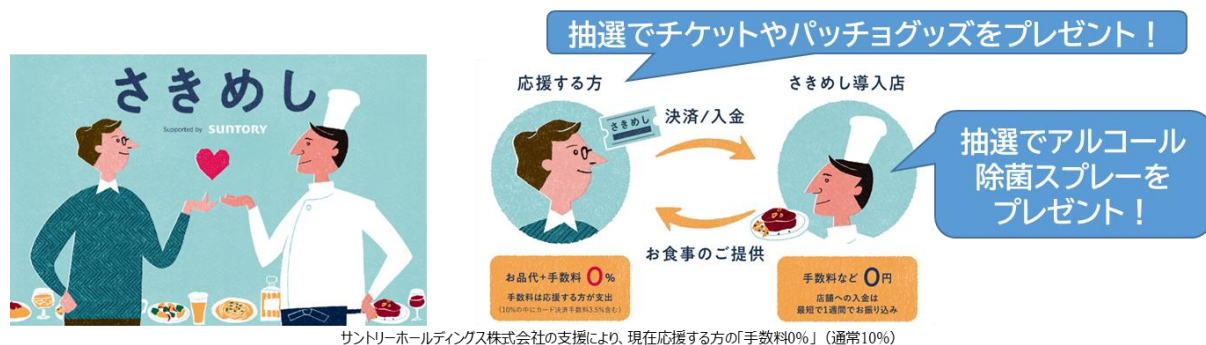 さきめし
Supported by SUNTORY
抽選でチケットやパッチョグッズをプレゼント！
応援する方
さきめし導入店
さきめし
決済/入金
抽選でアルコール
除菌スプレーを
プレゼント！
お食事のご提供
お品代+手数料 0%
手数料は応援する方が支出
(10%の中にカード決済手数料3.5%含む)
手数料など 0円
店舗への入金は
最短で1週間でお振り込み
サントリーホールディングス株式会社の支援により、現在応援する方の「手数料0%」（通常10%）